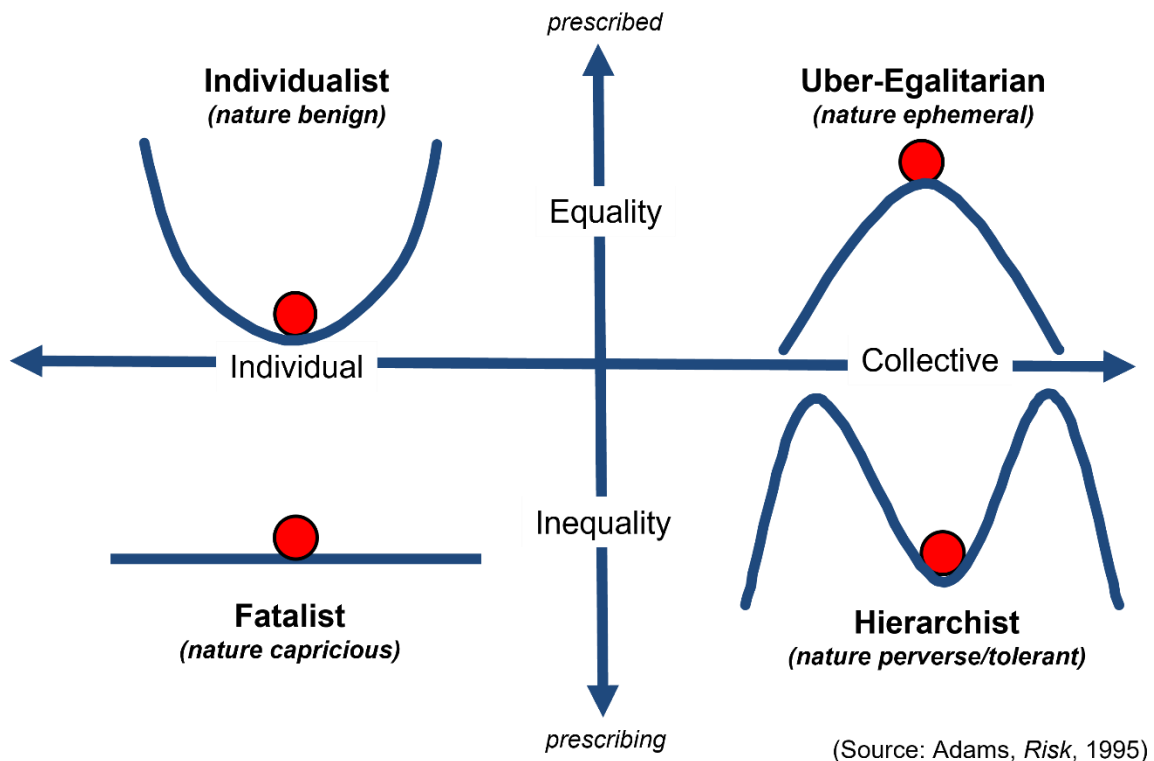 prescribed
Individualist
(nature benign)
Uber-Egalitarian
(nature ephemeral)
Equality
Individual
Collective
Inequality
Fatalist
(nature capricious)
Hierarchist
(nature perverse/tolerant)
prescribing
(Source: Adams, Risk, 1995)